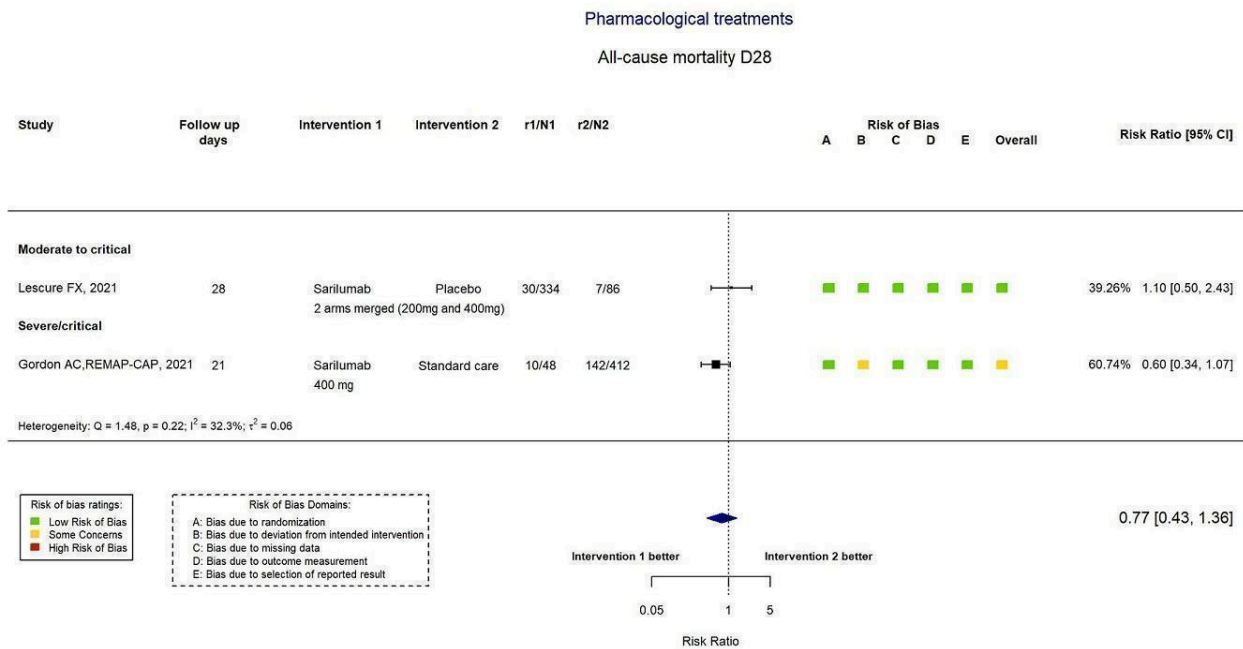 Pharmacological treatments
All-cause mortality D28
Study Follow up days Intervention 1 Intervention 2 r1/N1 r2/N2 Risk of Bias Risk Ratio [95% CI]
A B C D E Overall
Moderate to critical
Lescure FX, 2021 28 Sarilumab Placebo 30/334 7/86 39.26% 1.10 [0.50, 2.43]
2 arms merged (200mg and 400mg)
Severe/critical
Gordon AC,REMAP-CAP, 2021 21 Sarilumab Standard care 10/48 142/412 60.74% 0.60 [0.34, 1.07]
400 mg
Heterogeneity: Q = 1.48, p = 0.22; I² = 32.3%; τ² = 0.06
Risk of bias ratings:
Low Risk of Bias
Some Concerns
High Risk of Bias
Risk of Bias Domains:
A: Bias due to randomization
B: Bias due to deviation from intended intervention
C: Bias due to missing data
D: Bias due to outcome measurement
E: Bias due to selection of reported result
0.77 [0.43, 1.36]
Intervention 1 better Intervention 2 better
0.05 1 5
Risk Ratio